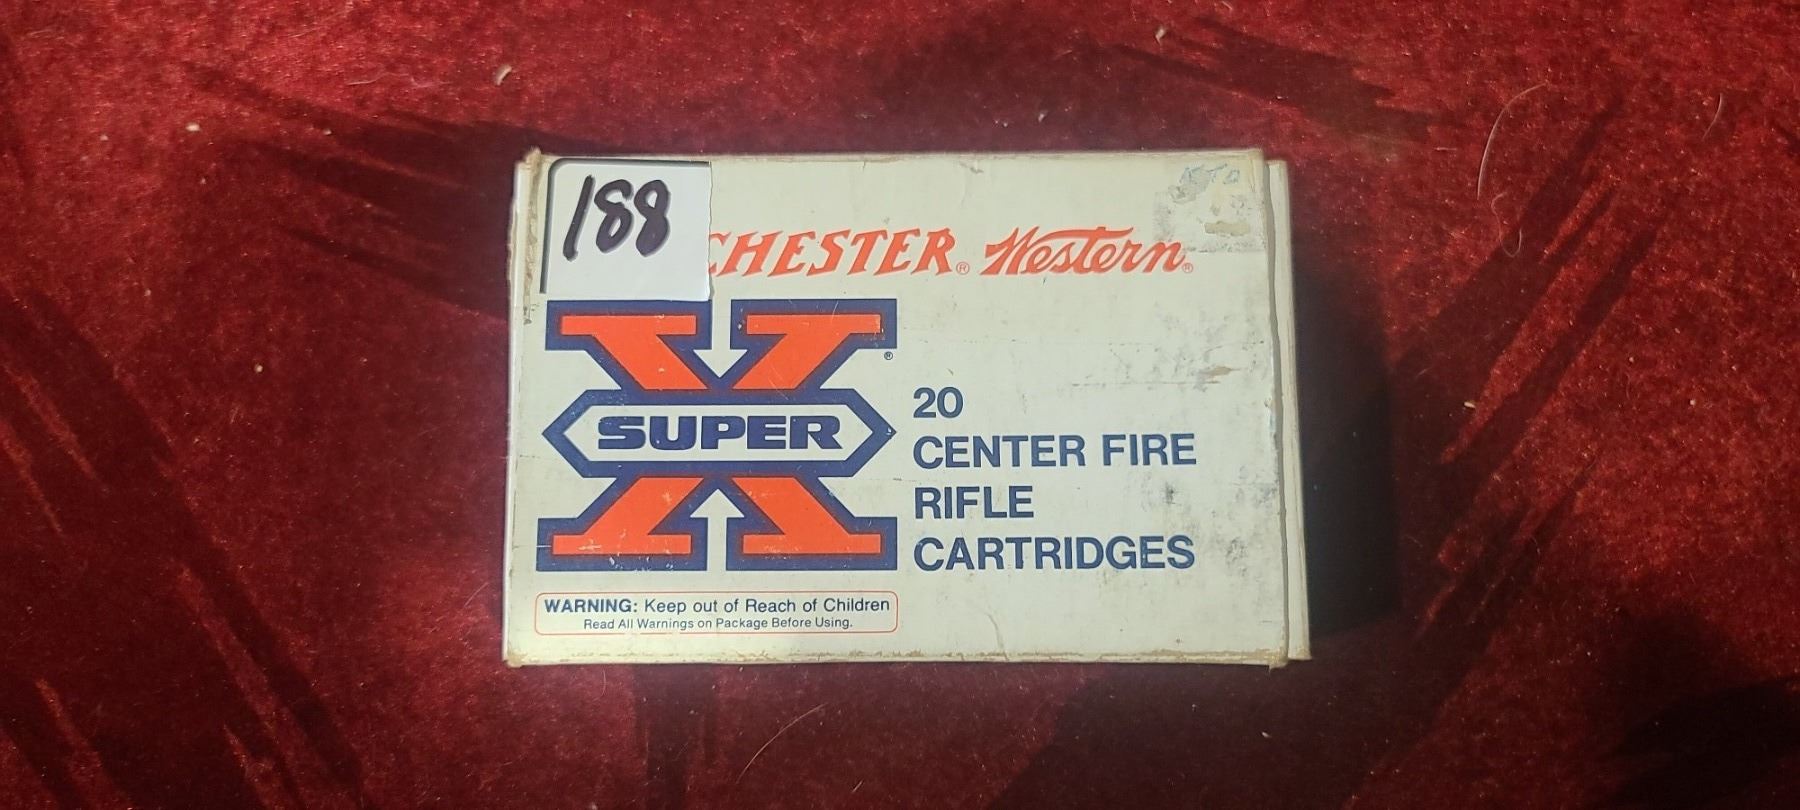 188
CHESTER® Western®
SUPER
®
20
CENTER FIRE
RIFLE
CARTRIDGES
WARNING: Keep out of Reach of Children
Read All Warnings on Package Before Using.